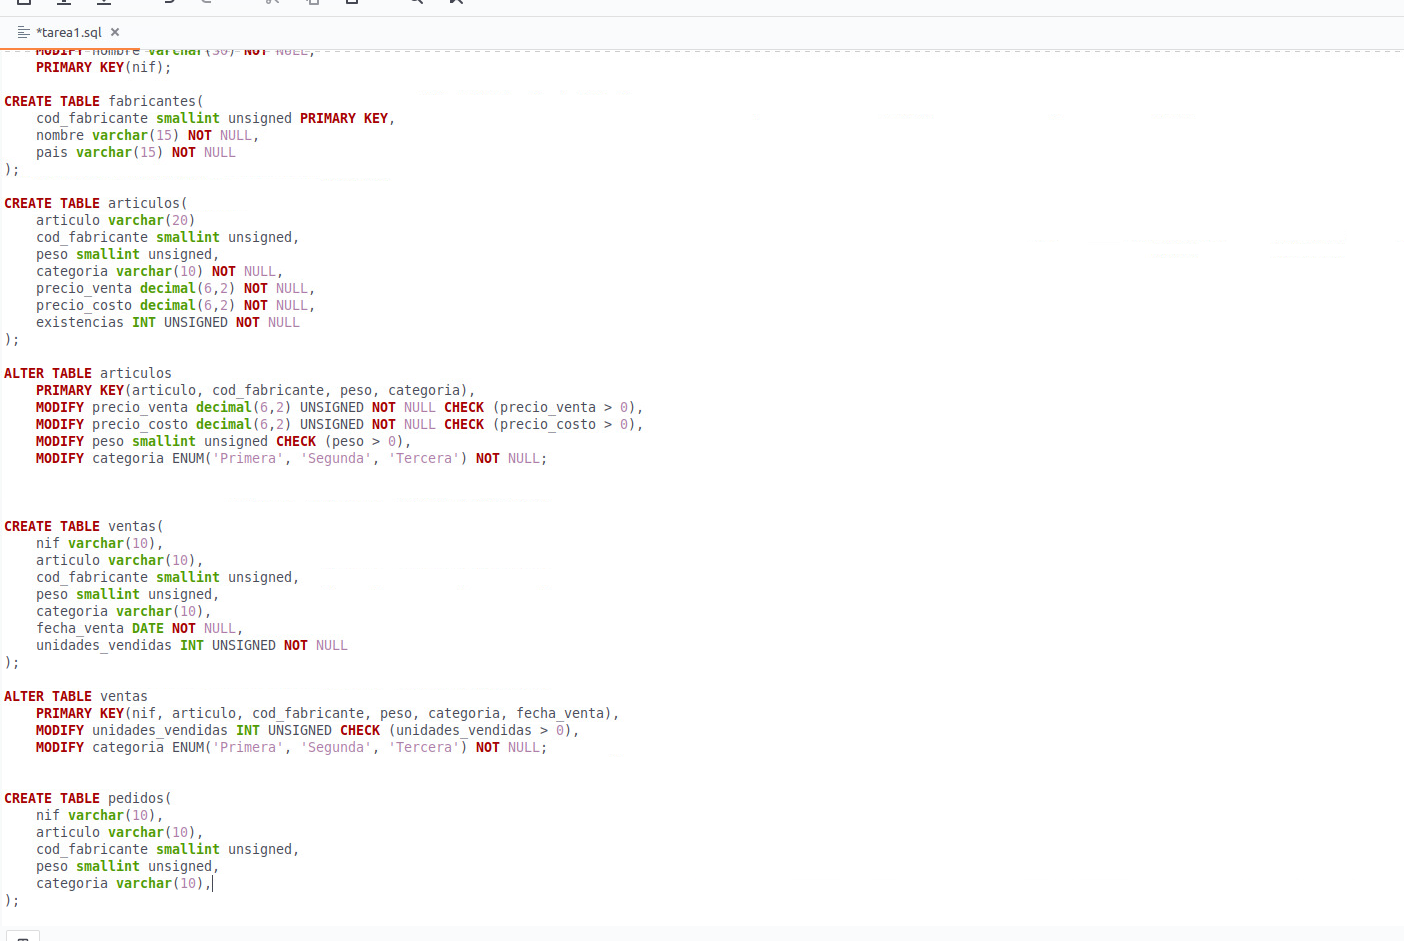 *tarea1.sql ×
MODIFY nombre varchar(30) NOT NULL,
PRIMARY KEY(nif);
CREATE TABLE fabricantes(
cod_fabricante smallint unsigned PRIMARY KEY,
nombre varchar(15) NOT NULL,
pais varchar(15) NOT NULL
);
CREATE TABLE articulos(
articulo varchar(20)
cod_fabricante smallint unsigned,
peso smallint unsigned,
categoria varchar(10) NOT NULL,
precio_venta decimal(6,2) NOT NULL,
precio_costo decimal(6,2) NOT NULL,
existencias INT UNSIGNED NOT NULL
);
ALTER TABLE articulos
PRIMARY KEY(articulo, cod_fabricante, peso, categoria),
MODIFY precio_venta decimal(6,2) UNSIGNED NOT NULL CHECK (precio_venta > 0),
MODIFY precio_costo decimal(6,2) UNSIGNED NOT NULL CHECK (precio_costo > 0),
MODIFY peso smallint unsigned CHECK (peso > 0),
MODIFY categoria ENUM('Primera', 'Segunda', 'Tercera') NOT NULL;
CREATE TABLE ventas(
nif varchar(10),
articulo varchar(10),
cod_fabricante smallint unsigned,
peso smallint unsigned,
categoria varchar(10),
fecha_venta DATE NOT NULL,
unidades_vendidas INT UNSIGNED NOT NULL
);
ALTER TABLE ventas
PRIMARY KEY(nif, articulo, cod_fabricante, peso, categoria, fecha_venta),
MODIFY unidades_vendidas INT UNSIGNED CHECK (unidades_vendidas > 0),
MODIFY categoria ENUM('Primera', 'Segunda', 'Tercera') NOT NULL;
CREATE TABLE pedidos(
nif varchar(10),
articulo varchar(10),
cod_fabricante smallint unsigned,
peso smallint unsigned,
categoria varchar(10),
);